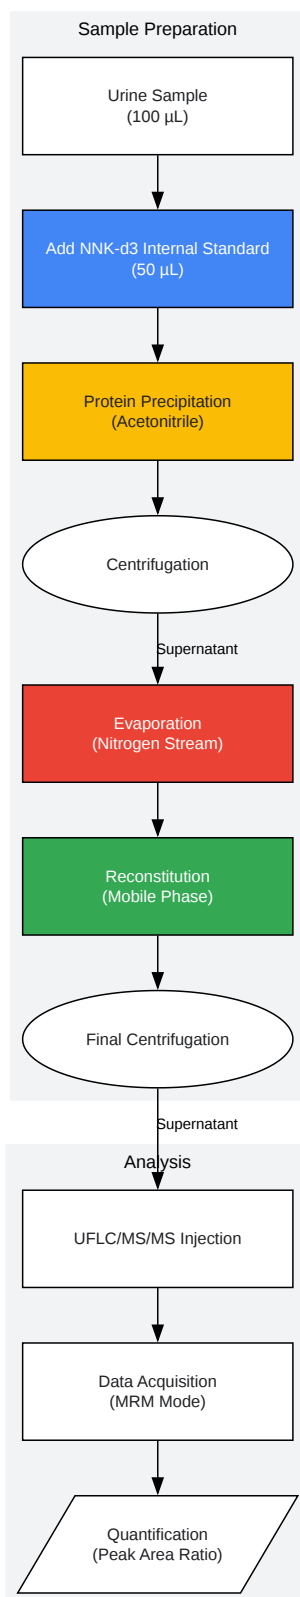 Sample Preparation
Urine Sample
(100 µL)
Add NNK-d3 Internal Standard
(50 µL)
Protein Precipitation
(Acetonitrile)
Centrifugation
Supernatant
Evaporation
(Nitrogen Stream)
Reconstitution
(Mobile Phase)
Final Centrifugation
Supernatant
Analysis
UFLC/MS/MS Injection
Data Acquisition
(MRM Mode)
Quantification
(Peak Area Ratio)